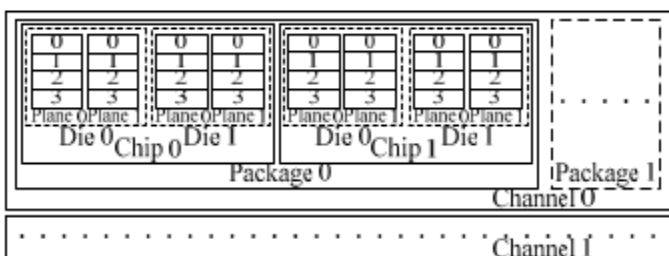 0 0 0 0 0 0 0 0
1 1 1 1 1 1 1 1
2 2 2 2 2 2 2 2
3 3 3 3 3 3 3 3
Plane 0 Plane 1 Plane 0 Plane 1 Plane 0 Plane 1 Plane 0 Plane 1
Die 0 Die 1 Die 0 Die 1
Chip 0 Chip 1
Package 0 Package 1
Channel 0
Channel 1